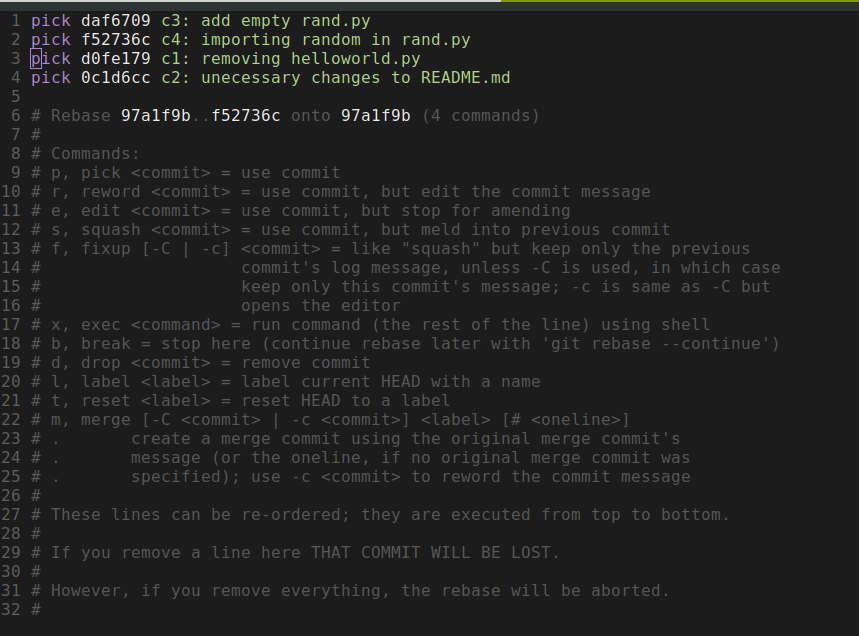 1 pick daf6709 c3: add empty rand.py
2 pick f52736c c4: importing random in rand.py
3 pick d0fe179 c1: removing helloworld.py
4 pick 0c1d6cc c2: unecessary changes to README.md
5
6 # Rebase 97a1f9b..f52736c onto 97a1f9b (4 commands)
7 #
8 # Commands:
9 # p, pick <commit> = use commit
10 # r, reword <commit> = use commit, but edit the commit message
11 # e, edit <commit> = use commit, but stop for amending
12 # s, squash <commit> = use commit, but meld into previous commit
13 # f, fixup [-C | -c] <commit> = like "squash" but keep only the previous
14 #                    commit's log message, unless -C is used, in which case
15 #                    keep only this commit's message; -c is same as -C but
16 #                    opens the editor
17 # x, exec <command> = run command (the rest of the line) using shell
18 # b, break = stop here (continue rebase later with 'git rebase --continue')
19 # d, drop <commit> = remove commit
20 # l, label <label> = label current HEAD with a name
21 # t, reset <label> = reset HEAD to a label
22 # m, merge [-C <commit> | -c <commit>] <label> [# <oneline>]
23 # .       create a merge commit using the original merge commit's
24 # .       message (or the oneline, if no original merge commit was
25 # .       specified); use -c <commit> to reword the commit message
26 #
27 # These lines can be re-ordered; they are executed from top to bottom.
28 #
29 # If you remove a line here THAT COMMIT WILL BE LOST.
30 #
31 # However, if you remove everything, the rebase will be aborted.
32 #